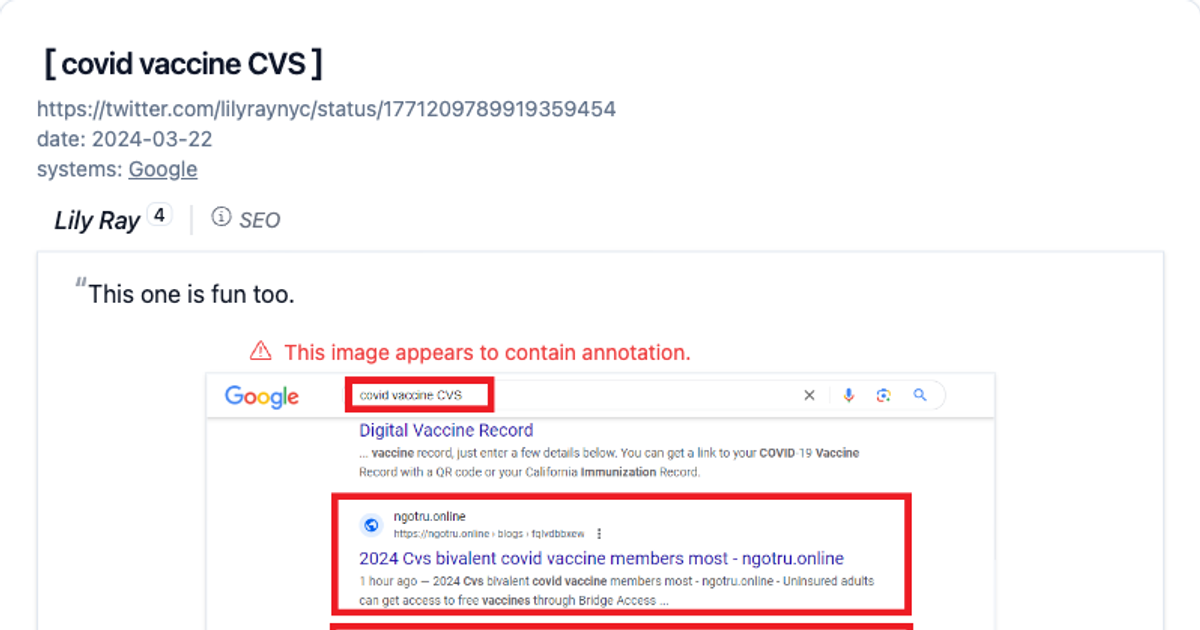 [ covid vaccine CVS ]
https://twitter.com/lilyraynyc/status/1771209789919359454
date: 2024-03-22
systems: Google
Lily Ray 4 SEO
“This one is fun too.
This image appears to contain annotation.
Google covid vaccine CVS
Digital Vaccine Record
... vaccine record, just enter a few details below. You can get a link to your COVID-19 Vaccine
Record with a QR code or your California Immunization Record.
ngotru.online
https://ngotru.online › blogs › fqlvdbbxew
2024 Cvs bivalent covid vaccine members most - ngotru.online
1 hour ago — 2024 Cvs bivalent covid vaccine members most - ngotru.online - Uninsured adults
can get access to free vaccines through Bridge Access ...